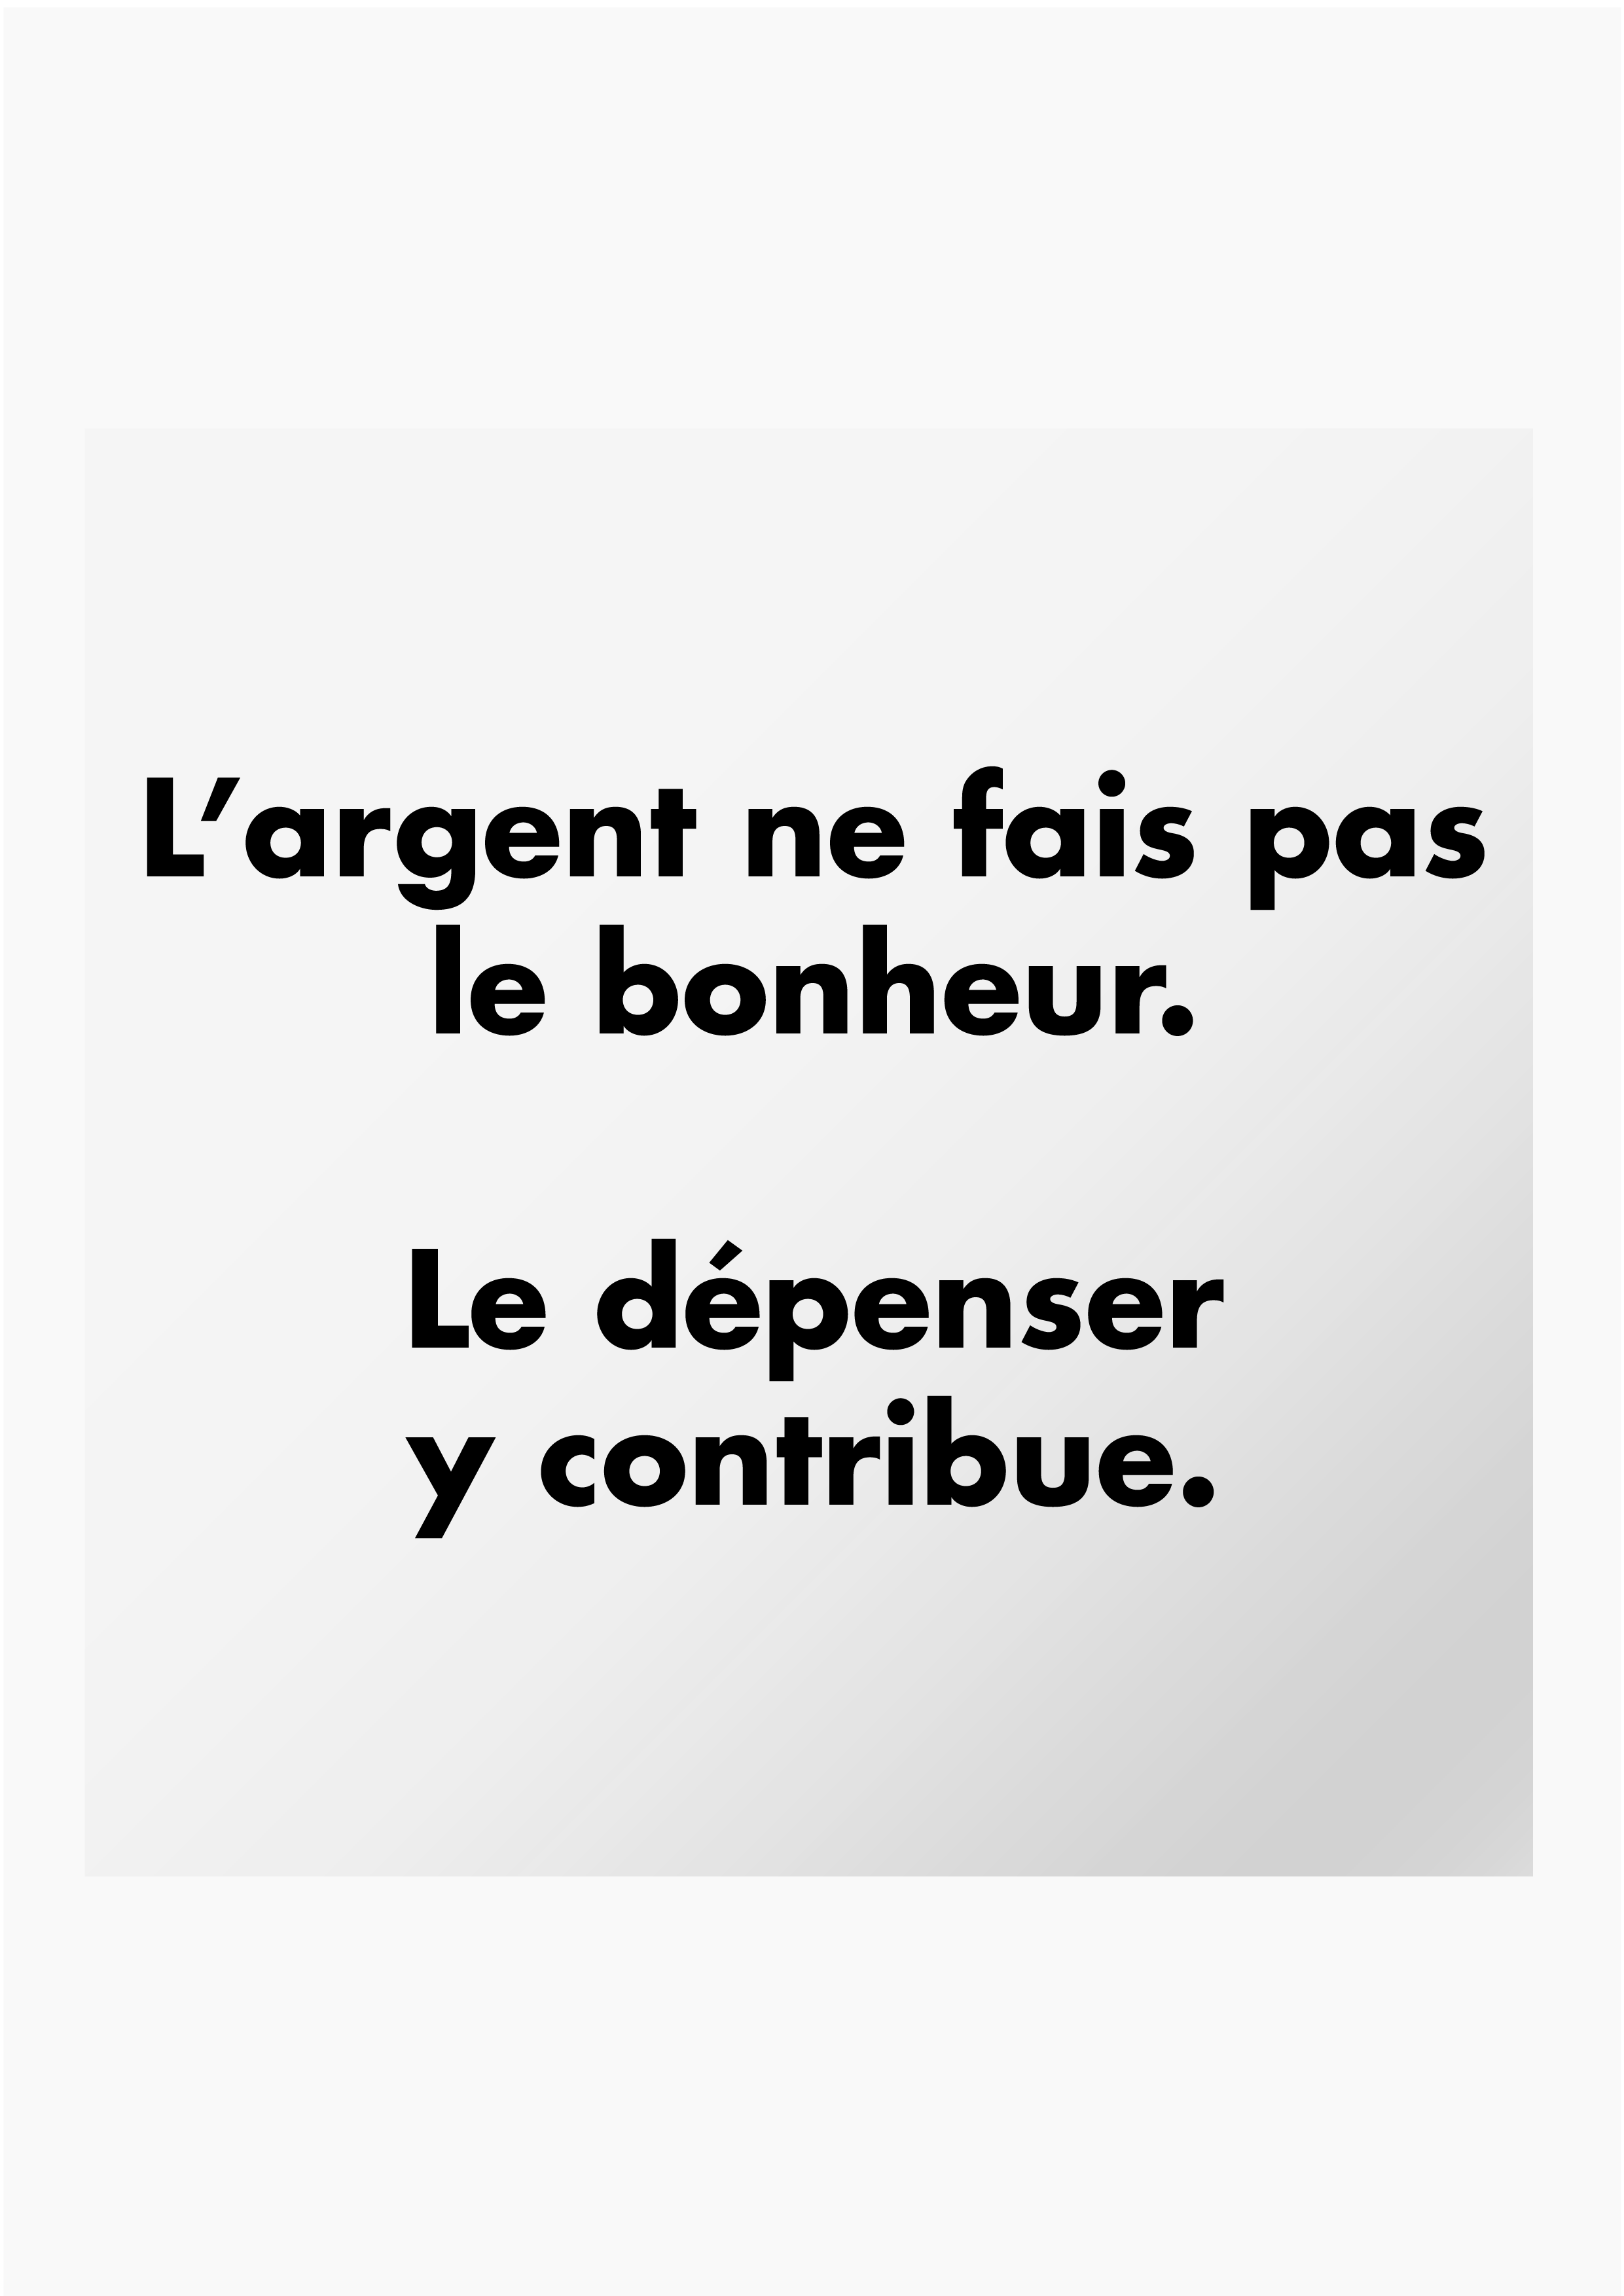 L’argent ne fais pas
le bonheur.
Le dépenser
y contribue.